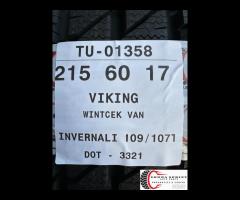 TU-01358
215 60 17
VIKING
WINTCEK VAN
INVERNALI 109/107T
DOT - 3321